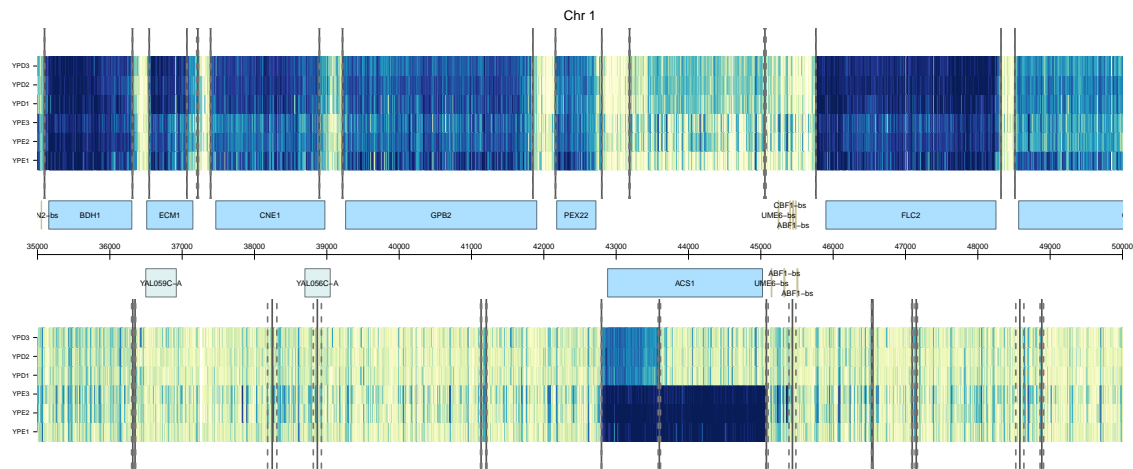 Chr 1
YPD3
YPD2
YPD1
YPE3
YPE2
YPE1
CBF1-bs
N2-bs BDH1 ECM1 CNE1 GPB2 PEX22 UME6-bs FLC2
ABF1-bs
35000 36000 37000 38000 39000 40000 41000 42000 43000 44000 45000 46000 47000 48000 49000 50000
ABF1-bs
YAL059C-A YAL056C-A ACS1 UME6-bs
ABF1-bs
YPD3
YPD2
YPD1
YPE3
YPE2
YPE1